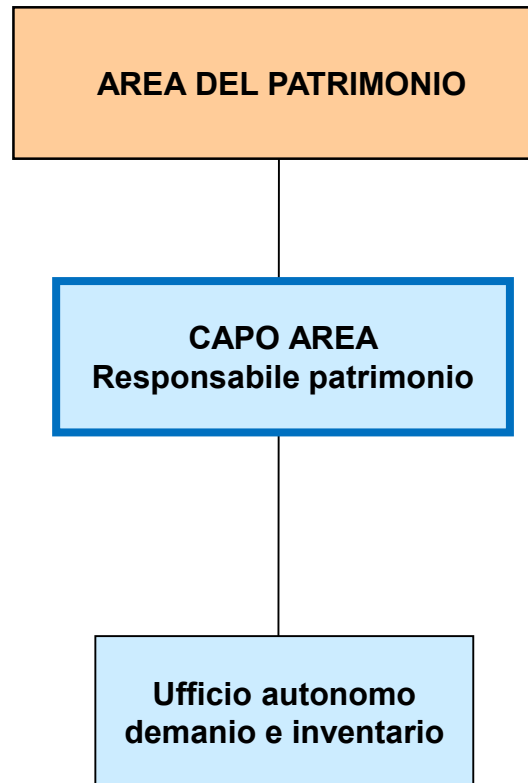 AREA DEL PATRIMONIO
CAPO AREA
Responsabile patrimonio
Ufficio autonomo
demanio e inventario